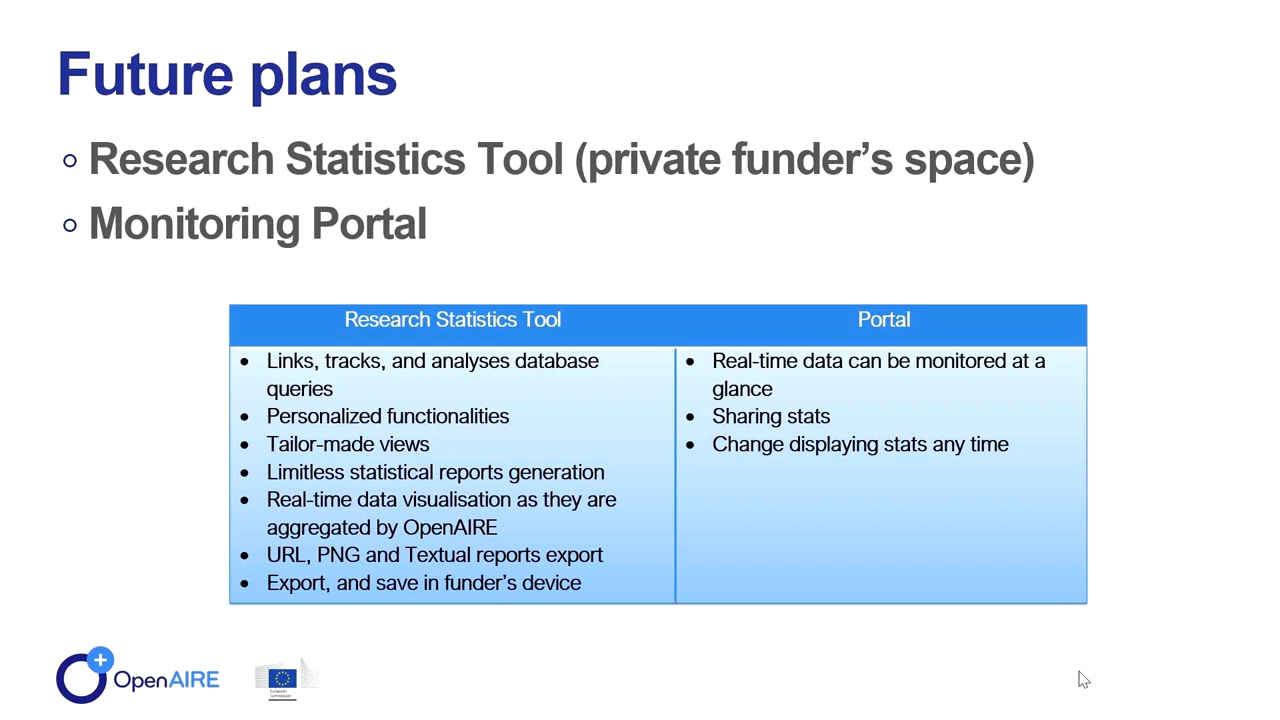 Future plans
Research Statistics Tool (private funder’s space)
Monitoring Portal
Research Statistics Tool
Portal
• Links, tracks, and analyses database
queries
• Personalized functionalities
• Tailor-made views
• Limitless statistical reports generation
• Real-time data visualisation as they are
aggregated by OpenAIRE
• URL, PNG and Textual reports export
• Export, and save in funder’s device
• Real-time data can be monitored at a
glance
• Sharing stats
• Change displaying stats any time
OpenAIRE
European
Commission